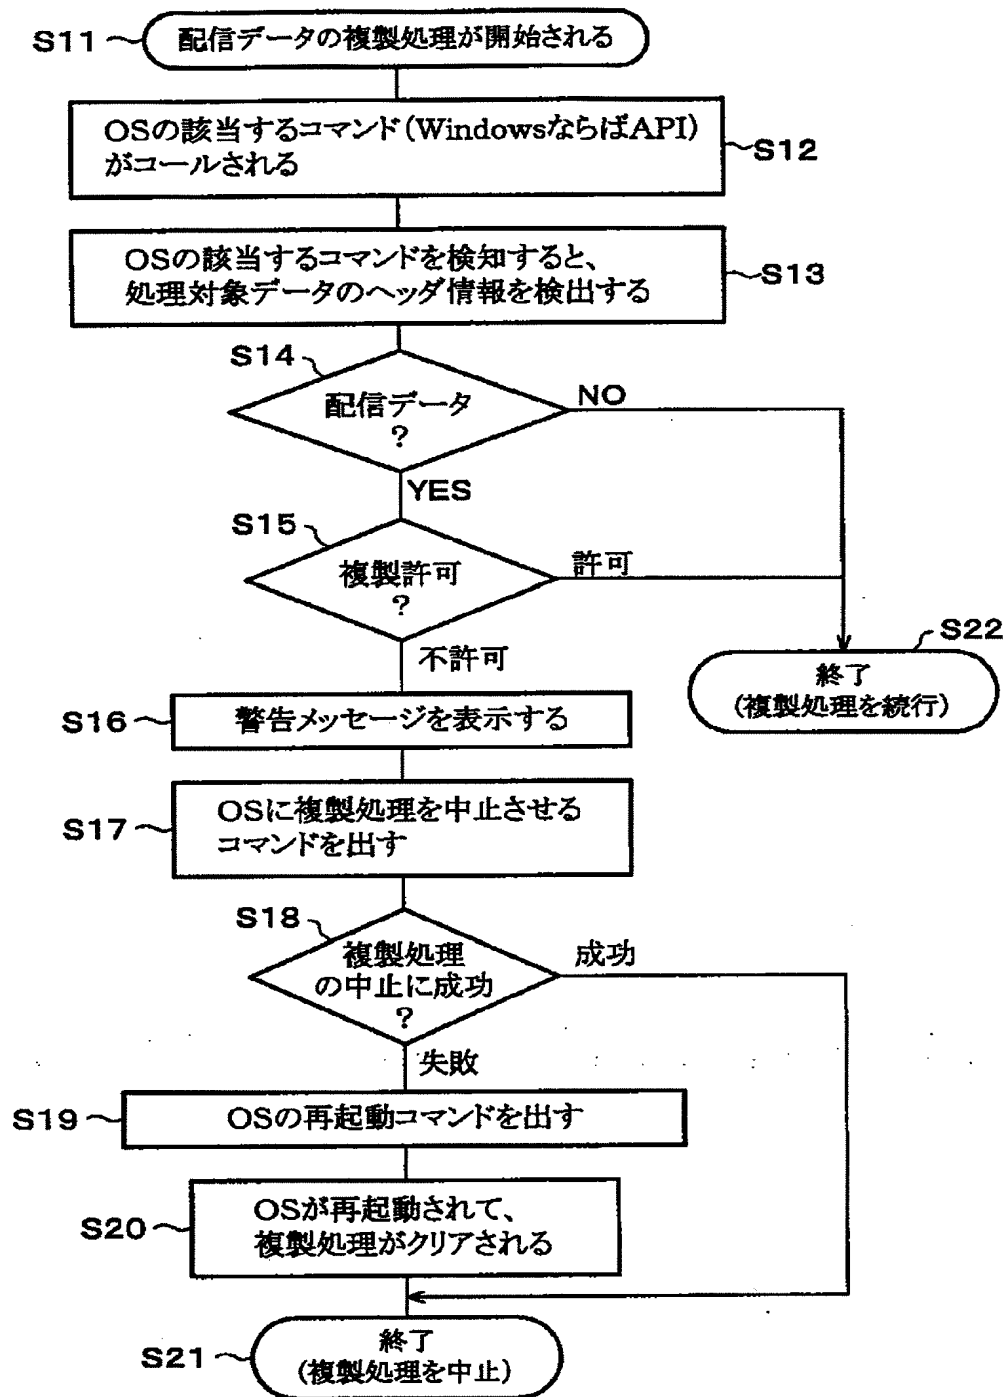 S11
配信データの複製処理が開始される
OSの該当するコマンド(WindowsならばAPI)
がコールされる
S12
OSの該当するコマンドを検知すると、
処理対象データのヘッダ情報を検出する
S13
S14
配信データ
?
NO
YES
S15
複製許可
?
許可
不許可
S22
終了
(複製処理を続行)
S16
警告メッセージを表示する
S17
OSに複製処理を中止させる
コマンドを出す
S18
複製処理
の中止に成功
?
成功
失敗
S19
OSの再起動コマンドを出す
S20
OSが再起動されて、
複製処理がクリアされる
S21
終了
(複製処理を中止)